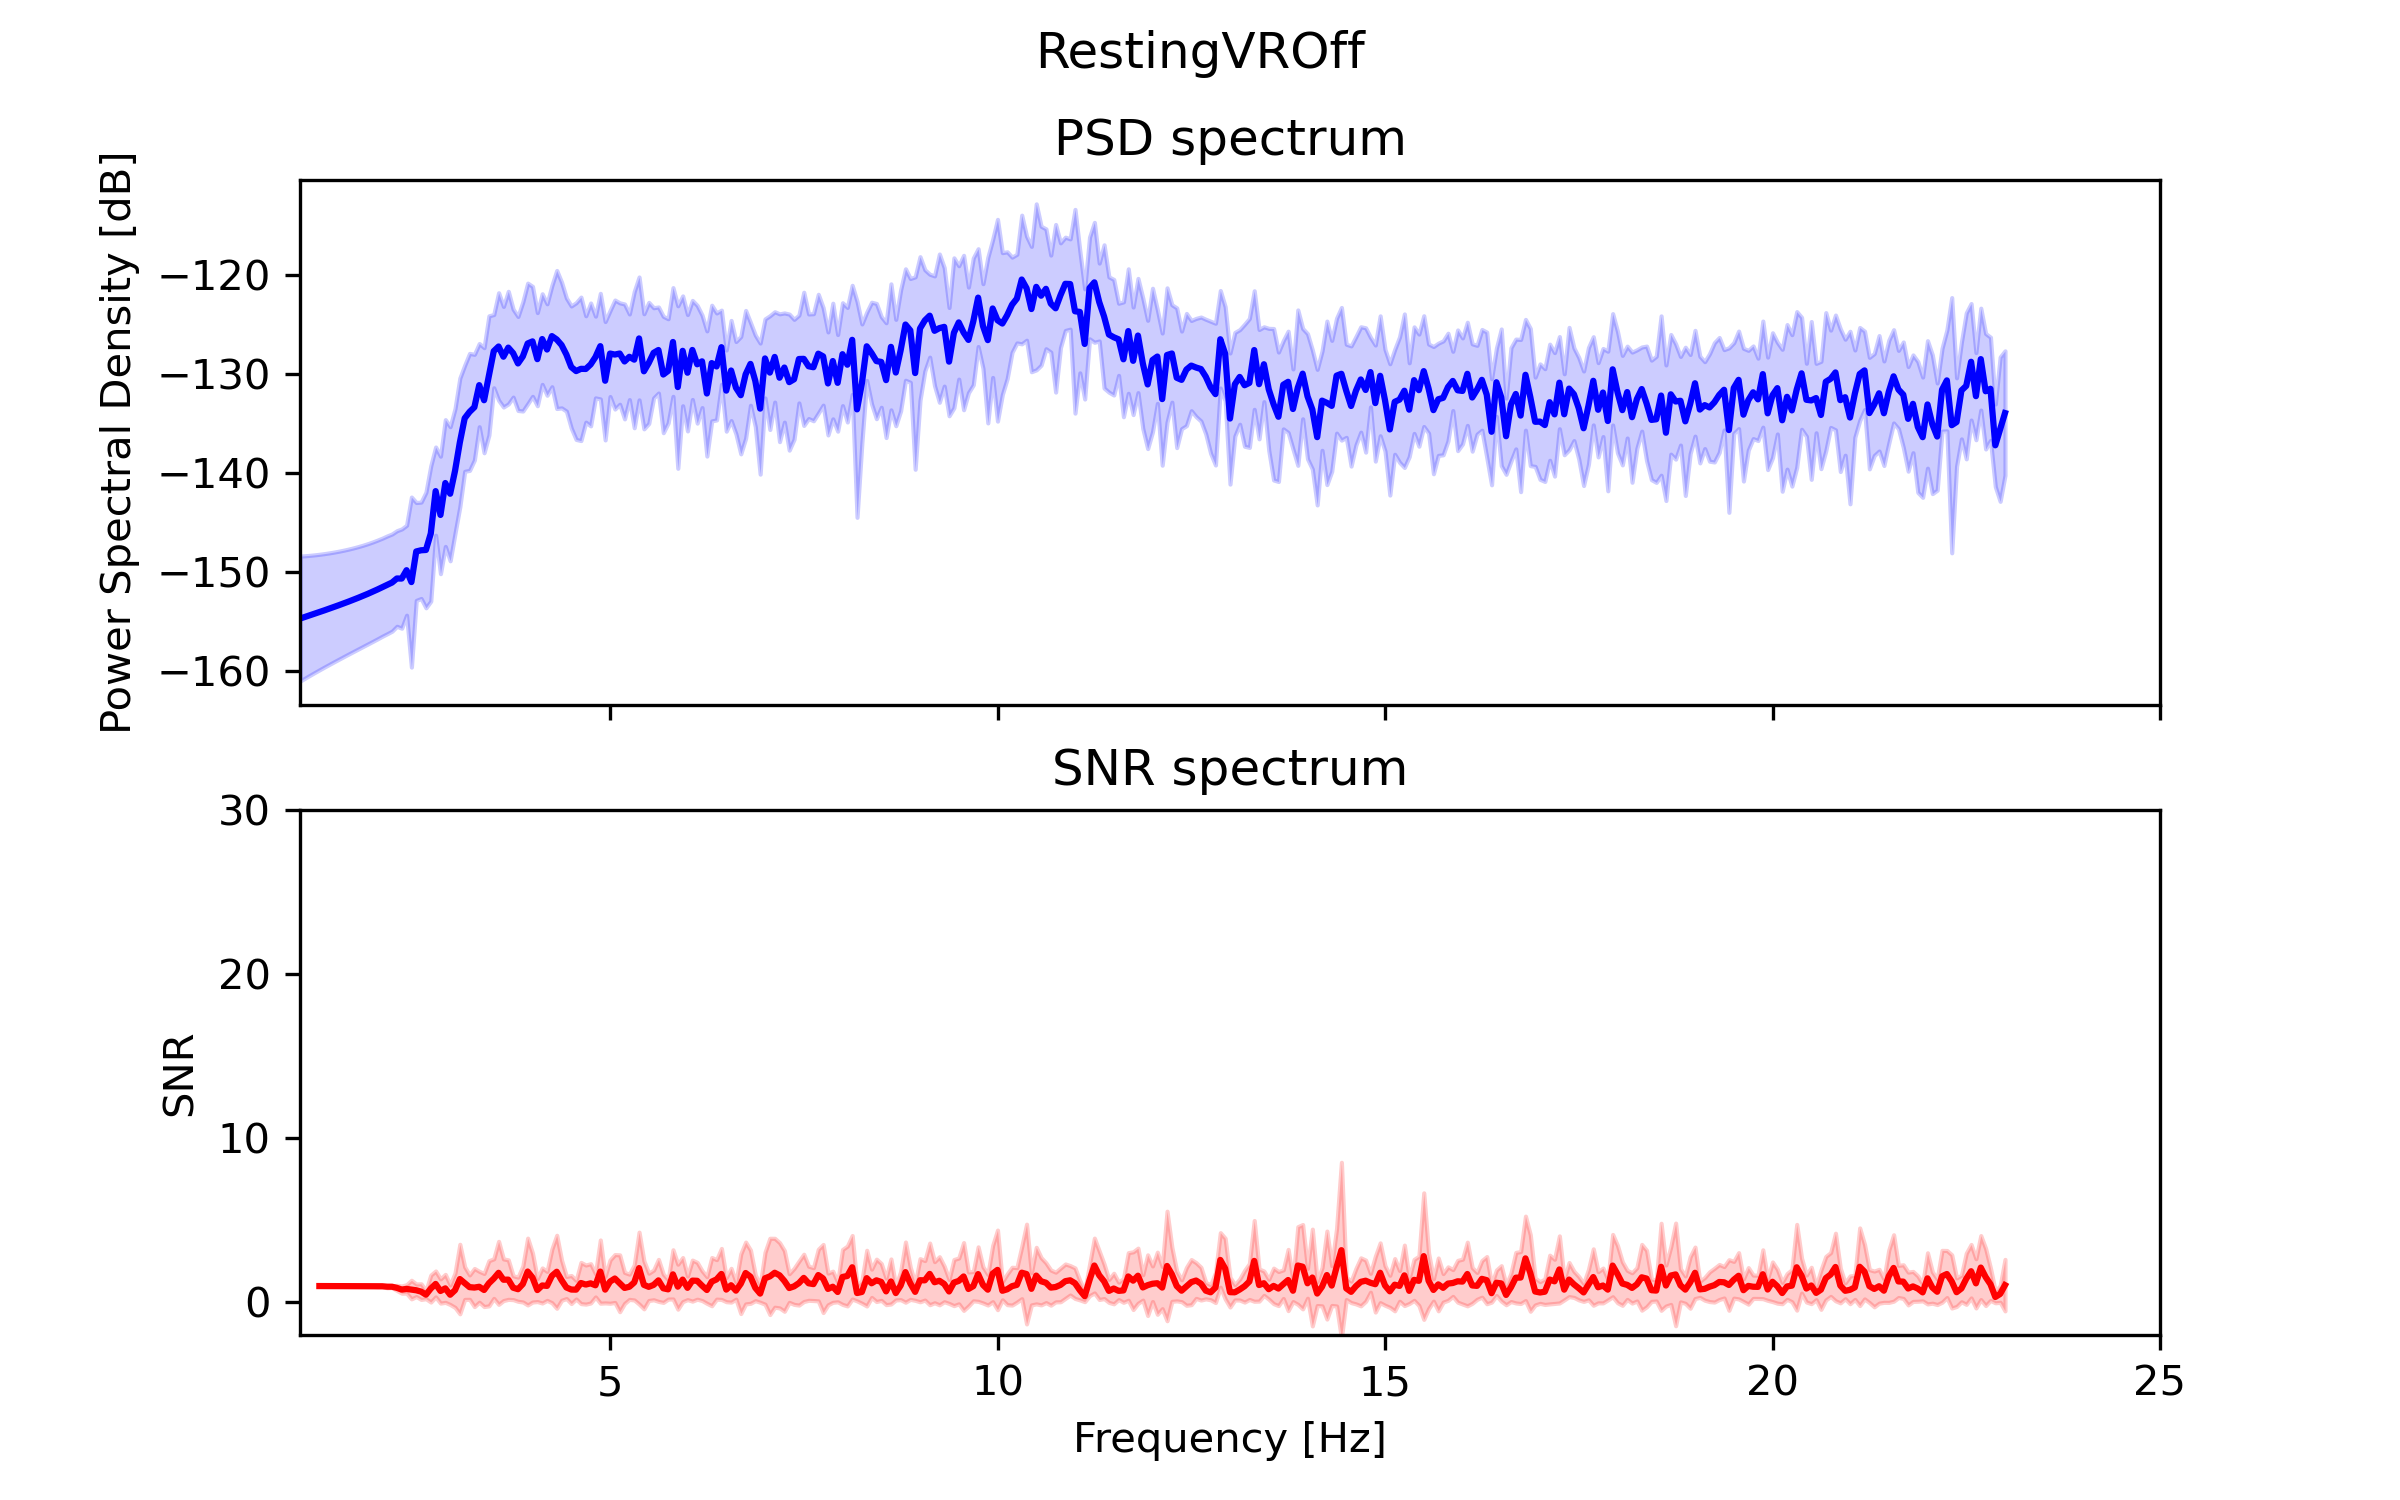 RestingVROff
PSD spectrum
Power Spectral Density [dB]
−120
−130
−140
−150
−160
SNR spectrum
SNR
30
20
10
0
5
10
15
20
25
Frequency [Hz]